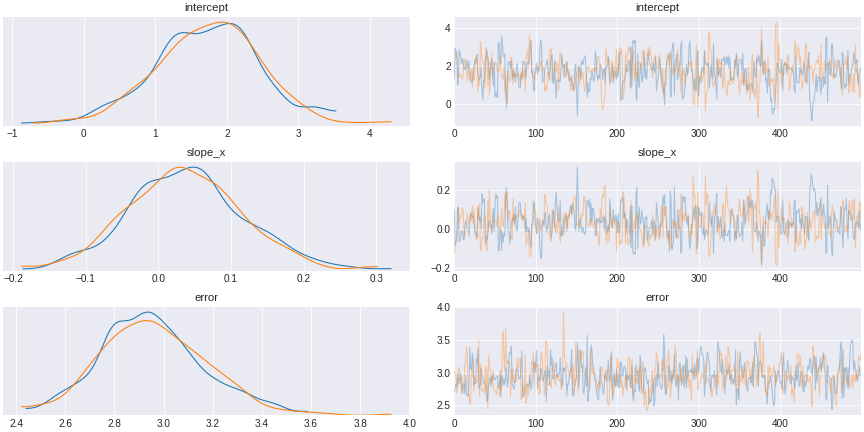 intercept
−1 0 1 2 3 4
intercept
4
2
0
0 100 200 300 400
slope_x
−0.2 −0.1 0.0 0.1 0.2 0.3
slope_x
0.2
0.0
−0.2
0 100 200 300 400
error
2.4 2.6 2.8 3.0 3.2 3.4 3.6 3.8 4.0
error
4.0
3.5
3.0
2.5
0 100 200 300 400